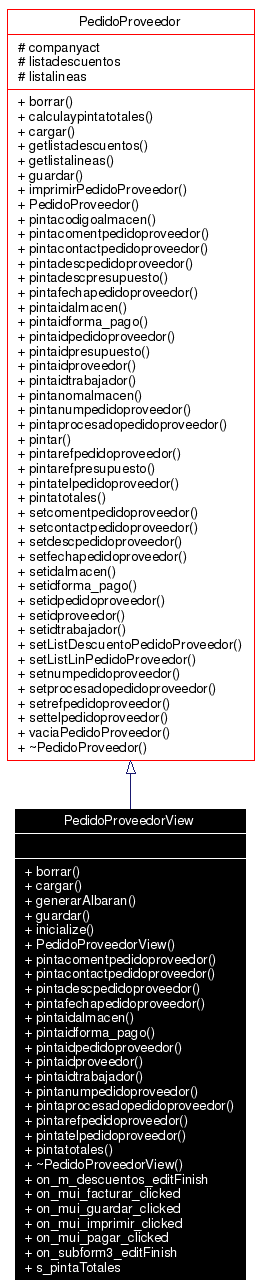 PedidoProveedor
# companyact
# listadescuentos
# listalineas
+ borrar()
+ calculaypintatotales()
+ cargar()
+ getlistadescuentos()
+ getlistalineas()
+ guardar()
+ imprimirPedidoProveedor()
+ PedidoProveedor()
+ pintacodigoalmacen()
+ pintacomentpedidoproveedor()
+ pintacontactpedidoproveedor()
+ pintadescpedidoproveedor()
+ pintadescpresupuesto()
+ pintafechapedidoproveedor()
+ pintaidalmacen()
+ pintaidforma_pago()
+ pintaidpedidoproveedor()
+ pintaidpresupuesto()
+ pintaidproveedor()
+ pintaidtrabajador()
+ pintanomalmacen()
+ pintanumpedidoproveedor()
+ pintaprocesadopedidoproveedor()
+ pintar()
+ pintarefpedidoproveedor()
+ pintarefpresupuesto()
+ pintatelpedidoproveedor()
+ pintatotales()
+ setcomentpedidoproveedor()
+ setcontactpedidoproveedor()
+ setdescpedidoproveedor()
+ setfechapedidoproveedor()
+ setidalmacen()
+ setidforma_pago()
+ setidpedidoproveedor()
+ setidproveedor()
+ setidtrabajador()
+ setListDescuentoPedidoProveedor()
+ setListLinPedidoProveedor()
+ setnumpedidoproveedor()
+ setprocesadopedidoproveedor()
+ setrefpedidoproveedor()
+ settelpedidoproveedor()
+ vaciaPedidoProveedor()
+ ~PedidoProveedor()
PedidoProveedorView
+ borrar()
+ cargar()
+ generarAlbaran()
+ guardar()
+ inicialize()
+ PedidoProveedorView()
+ pintacomentpedidoproveedor()
+ pintacontactpedidoproveedor()
+ pintadescpedidoproveedor()
+ pintafechapedidoproveedor()
+ pintaidalmacen()
+ pintaidforma_pago()
+ pintaidpedidoproveedor()
+ pintaidproveedor()
+ pintaidtrabajador()
+ pintanumpedidoproveedor()
+ pintaprocesadopedidoproveedor()
+ pintarefpedidoproveedor()
+ pintatelpedidoproveedor()
+ pintatotales()
+ ~PedidoProveedorView()
+ on_m_descuentos_editFinish
+ on_mui_facturar_clicked
+ on_mui_guardar_clicked
+ on_mui_imprimir_clicked
+ on_mui_pagar_clicked
+ on_subform3_editFinish
+ s_pintaTotales